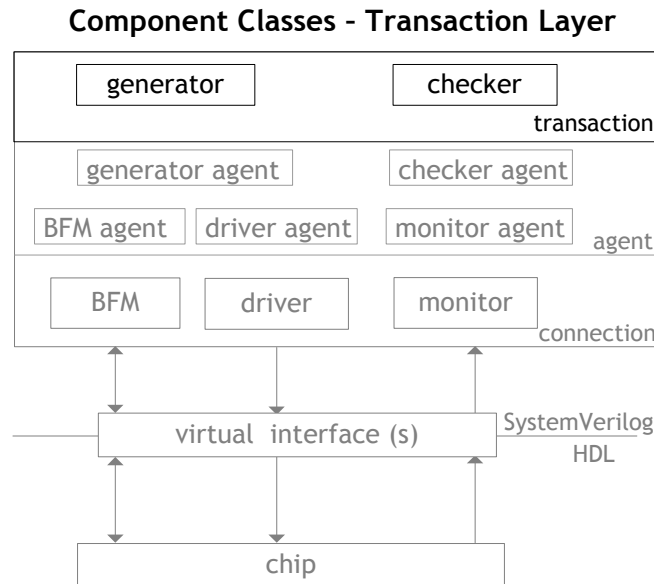 Component Classes – Transaction Layer
generator checker
transaction
generator agent checker agent
BFM agent driver agent monitor agent
agent
BFM driver monitor
connection
virtual interface (s)
SystemVerilog
HDL
chip